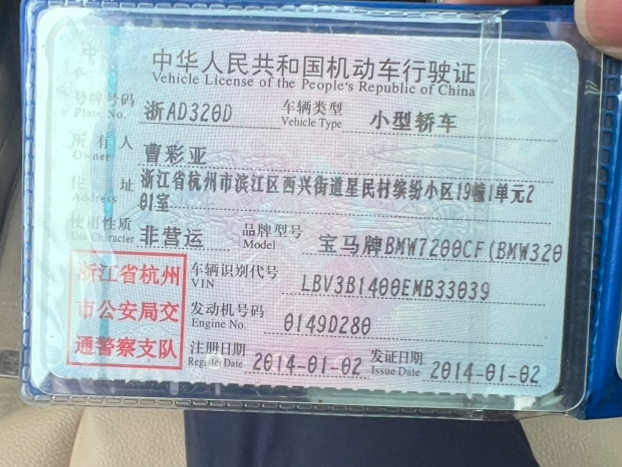 中华人民共和国机动车行驶证
Vehicle License of the People's Republic of China
号牌号码 浙AD320D 车辆类型 小型轿车
Plate No. Vehicle Type
所有人 曹彩亚
Owner
住址 浙江省杭州市滨江区西兴街道星民村缤纷小区19幢1单元2
Address 01室
使用性质 非营运 品牌型号 宝马牌BMW7200CF(BMW320
Use Character Model
浙江省杭州
市公安局交
通警察支队
车辆识别代号 LBV3B1400EMB33039
VIN
发动机号码 0149D280
Engine No.
注册日期 2014-01-02 发证日期 2014-01-02
Register Date Issue Date